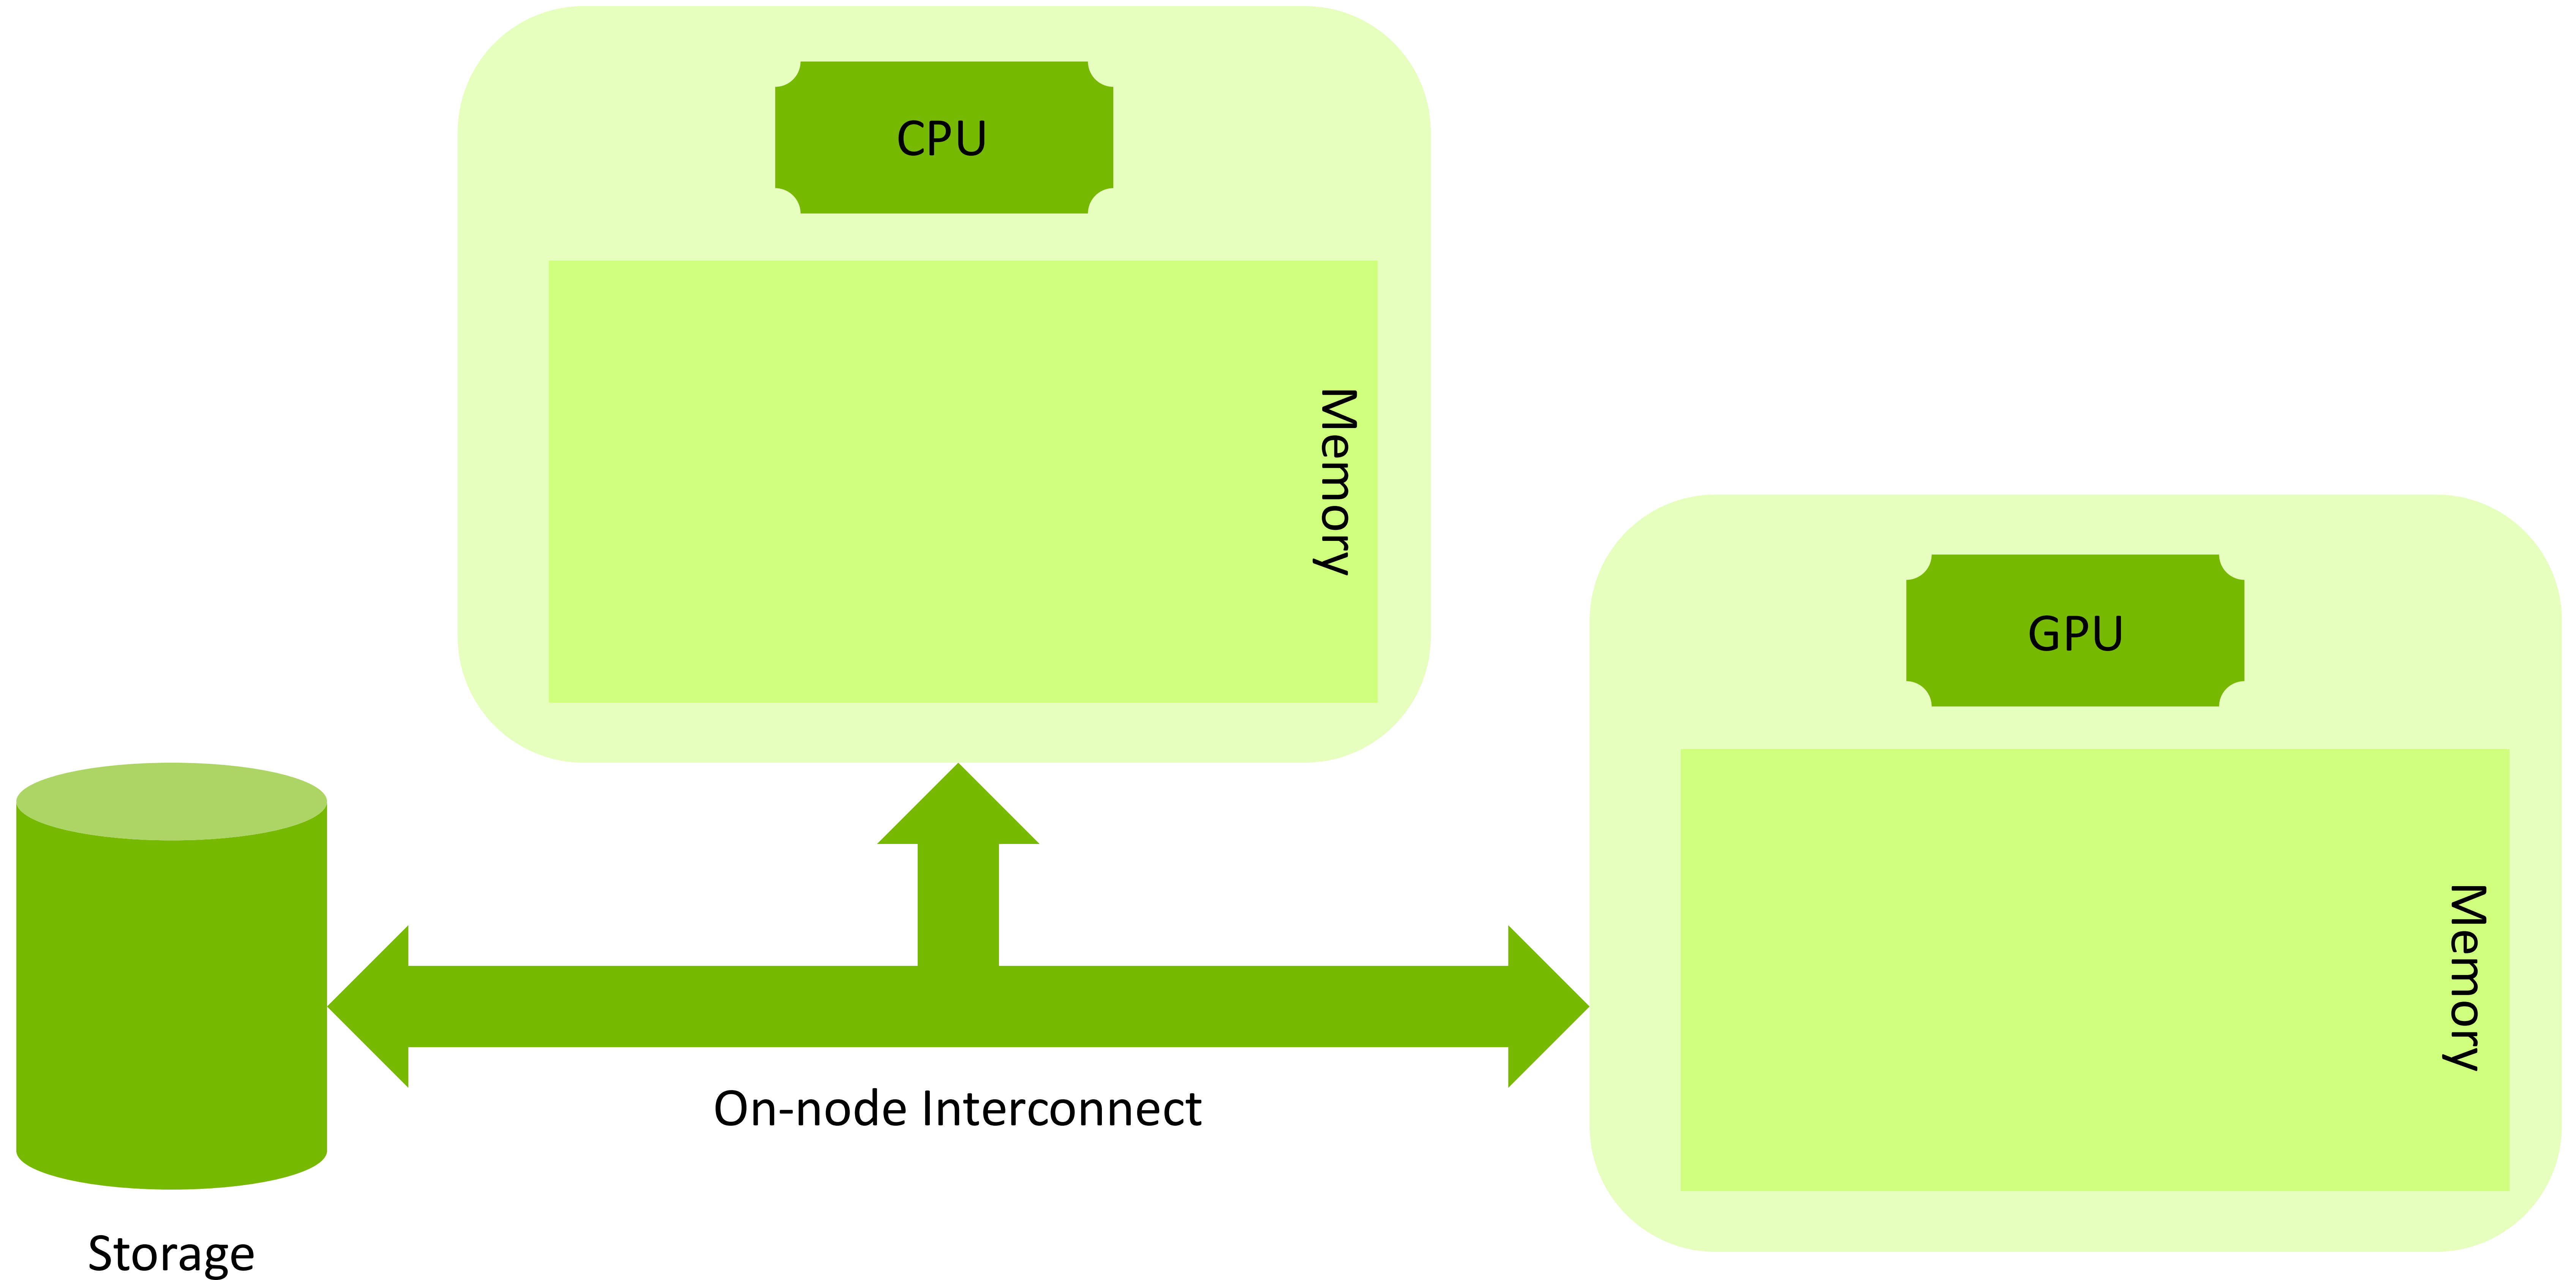 CPU
Memory
GPU
Memory
On-node Interconnect
Storage